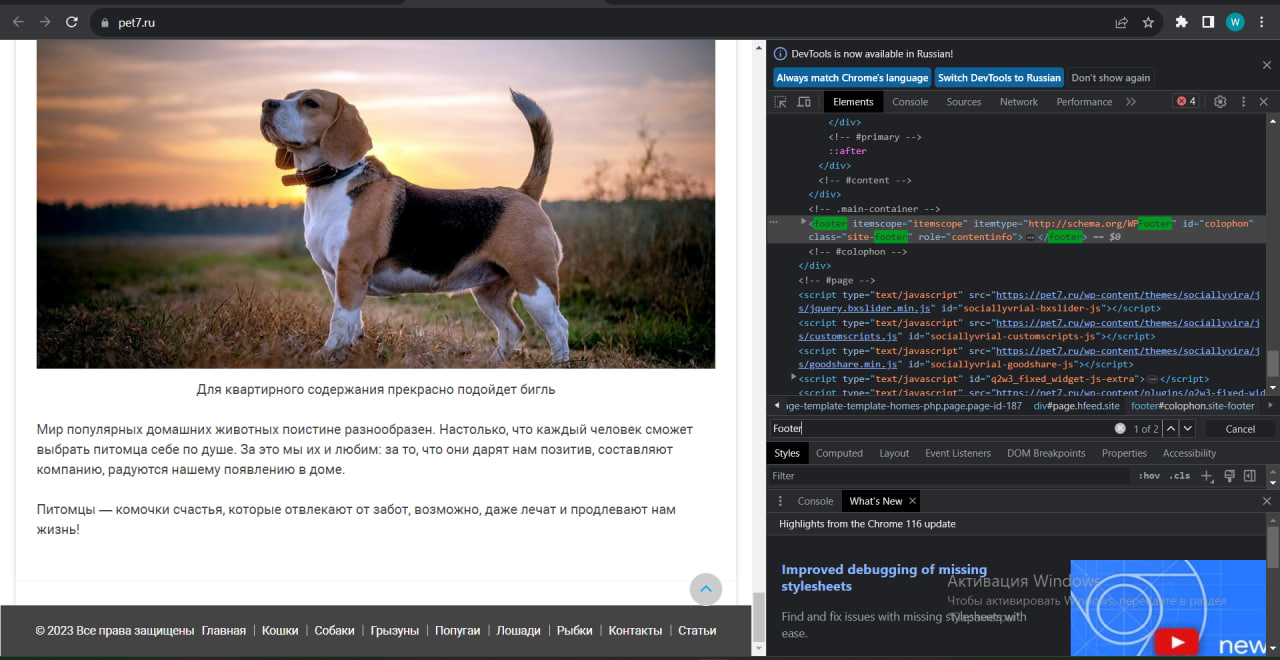 pet7.ru
W
Для квартирного содержания прекрасно подойдет бигль
Мир популярных домашних животных поистине разнообразен. Настолько, что каждый человек сможет
выбрать питомца себе по душе. За это мы их и любим: за то, что они дарят нам позитив, составляют
компанию, радуются нашему появлению в доме.
Питомцы — комочки счастья, которые отвлекают от забот, возможно, даже лечат и продлевают нам
жизнь!
© 2023 Все права защищены Главная | Кошки | Собаки | Грызуны | Попугаи | Лошади | Рыбки | Контакты | Статьи
DevTools is now available in Russian!
Always match Chrome's language Switch DevTools to Russian Don't show again
Elements Console Sources Network Performance 4
</div>
<!-- #primary -->
::after
</div>
<!-- #content -->
</div>
<!-- .main-container -->
<footer itemscope="itemscope" itemtype="http://schema.org/WPFooter" id="colophon"
class="site-footer" role="contentinfo">…</footer> == $0
<!-- #colophon -->
</div>
<!-- #page -->
<script type="text/javascript" src="https://pet7.ru/wp-content/themes/sociallyvira/j
s/jquery.bxslider.min.js" id="sociallyvrial-bxslider-js"></script>
<script type="text/javascript" src="https://pet7.ru/wp-content/themes/sociallyvira/j
s/customscripts.js" id="sociallyvrial-customscripts-js"></script>
<script type="text/javascript" src="https://pet7.ru/wp-content/themes/sociallyvira/j
s/goodshare.min.js" id="sociallyvrial-goodshare-js"></script>
<script type="text/javascript" id="q2w3_fixed_widget-js-extra">…</script>
<script type="text/javascript" src="https://pet7.ru/wp-content/plugins/q2w3-fixed-wid
age-template-template-homes-php.page.page-id-187 div#page.hfeed.site footer#colophon.site-footer
Footer 1 of 2 Cancel
Styles Computed Layout Event Listeners DOM Breakpoints Properties Accessibility
Filter :hov .cls
Console What's New
Highlights from the Chrome 116 update
Improved debugging of missing
stylesheets
Find and fix issues with missing stylesheets with
ease.
Активация Windows
Чтобы активировать Windows, перейдите в раздел
"Параметры".
new